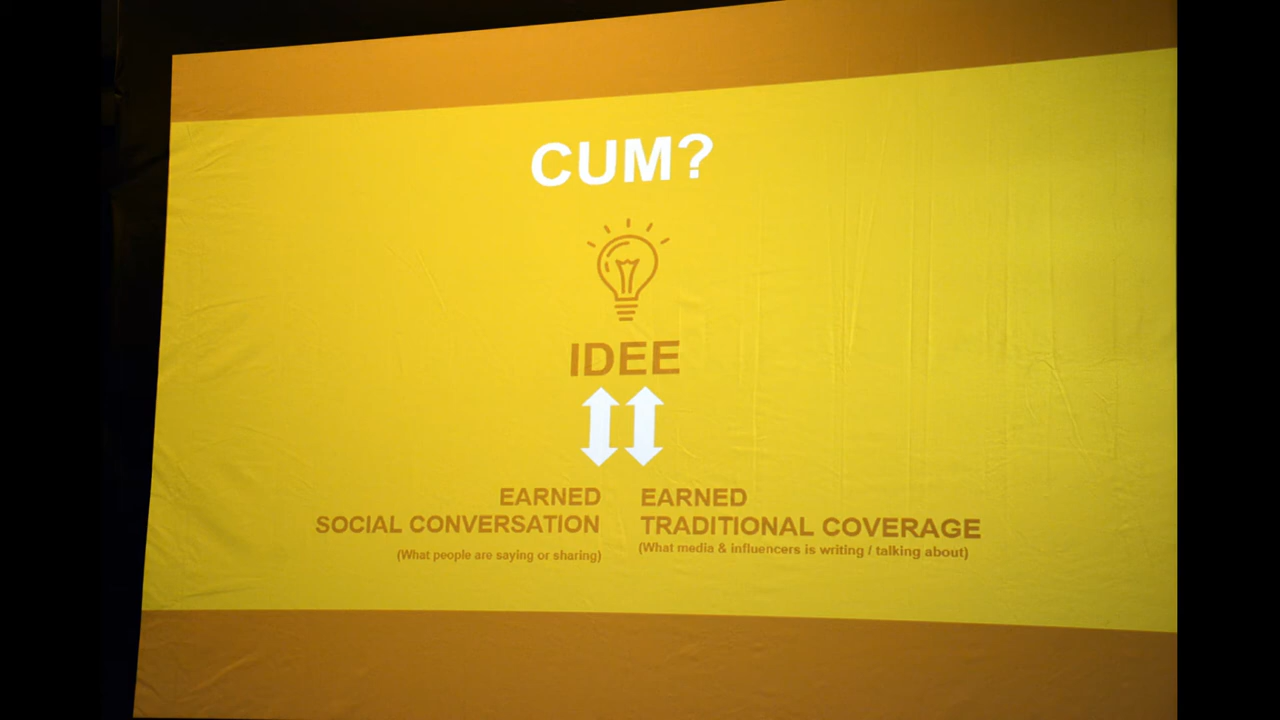 CUM?
IDEE
EARNED
SOCIAL CONVERSATION
(What people are saying or sharing)
EARNED
TRADITIONAL COVERAGE
(What media & influencers is writing / talking about)